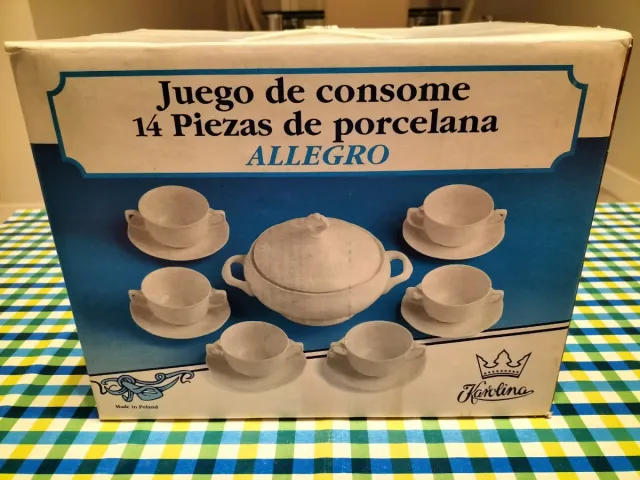 Juego de consome
14 Piezas de porcelana
ALLEGRO
Karolina
Made in Poland